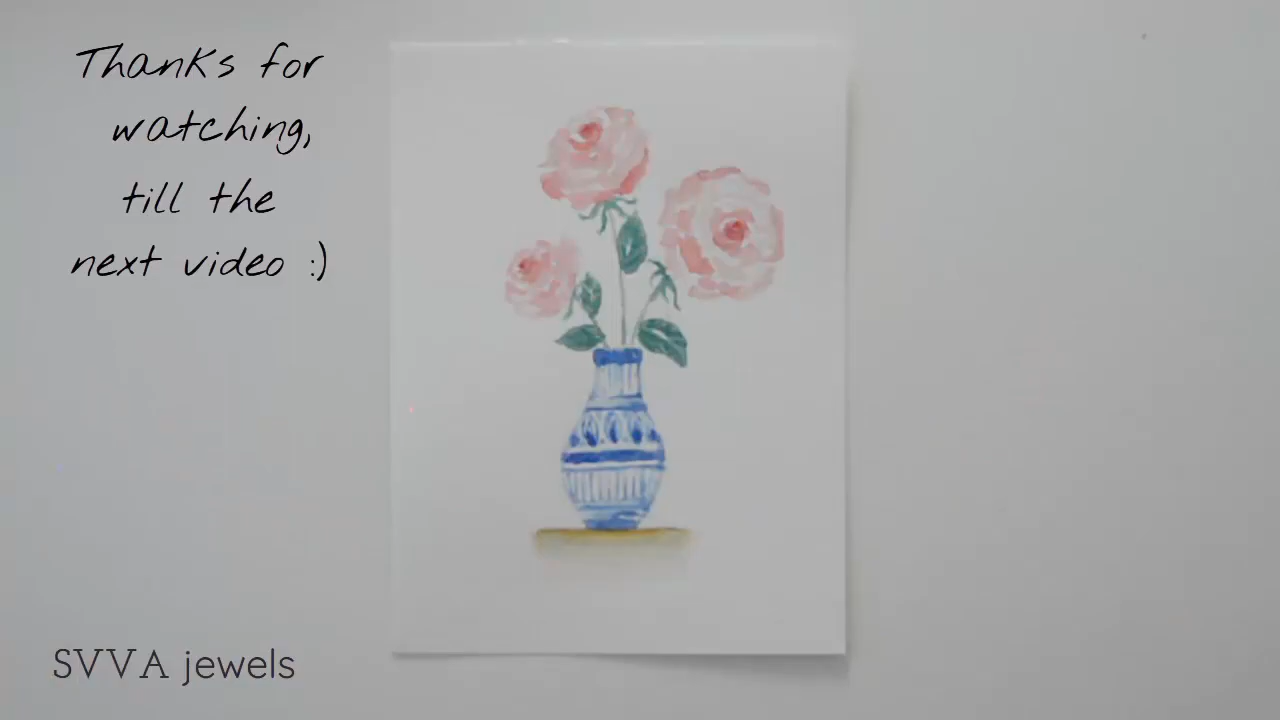 Thanks for
watching,
till the
next video :)
SVVA jewels